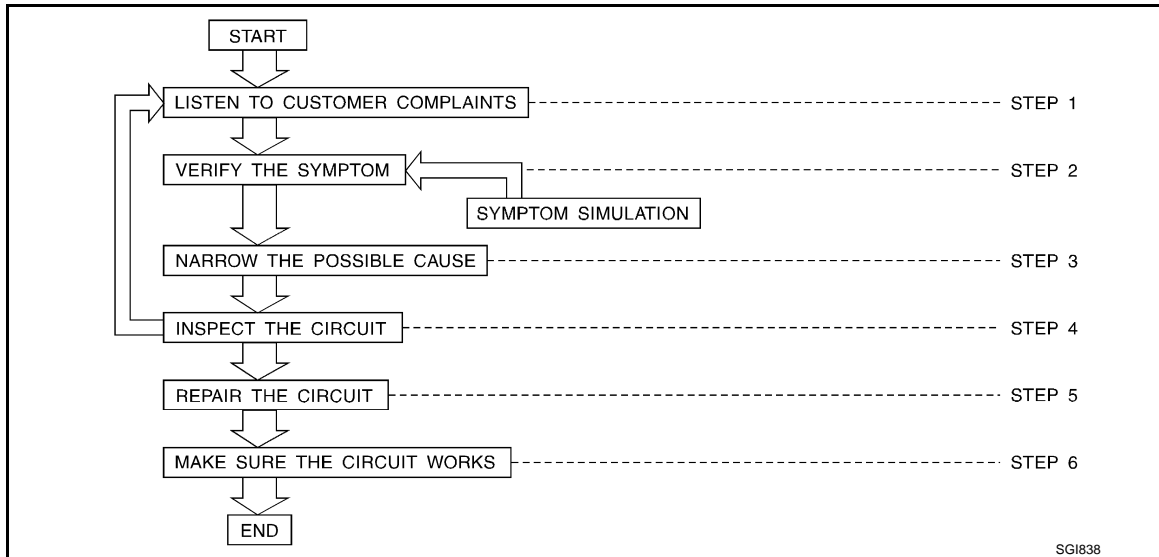 START
LISTEN TO CUSTOMER COMPLAINTS STEP 1
VERIFY THE SYMPTOM STEP 2
SYMPTOM SIMULATION
NARROW THE POSSIBLE CAUSE STEP 3
INSPECT THE CIRCUIT STEP 4
REPAIR THE CIRCUIT STEP 5
MAKE SURE THE CIRCUIT WORKS STEP 6
END
SGI838